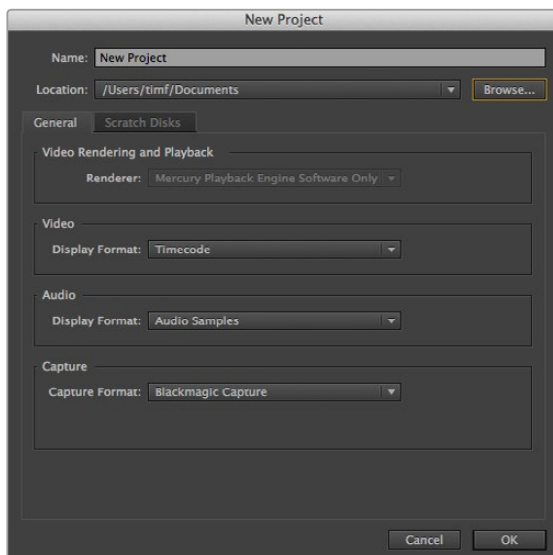 New Project
Name: New Project
Location: /Users/timf/Documents Browse...
General Scratch Disks
Video Rendering and Playback
Renderer: Mercury Playback Engine Software Only
Video
Display Format: Timecode
Audio
Display Format: Audio Samples
Capture
Capture Format: Blackmagic Capture
Cancel OK